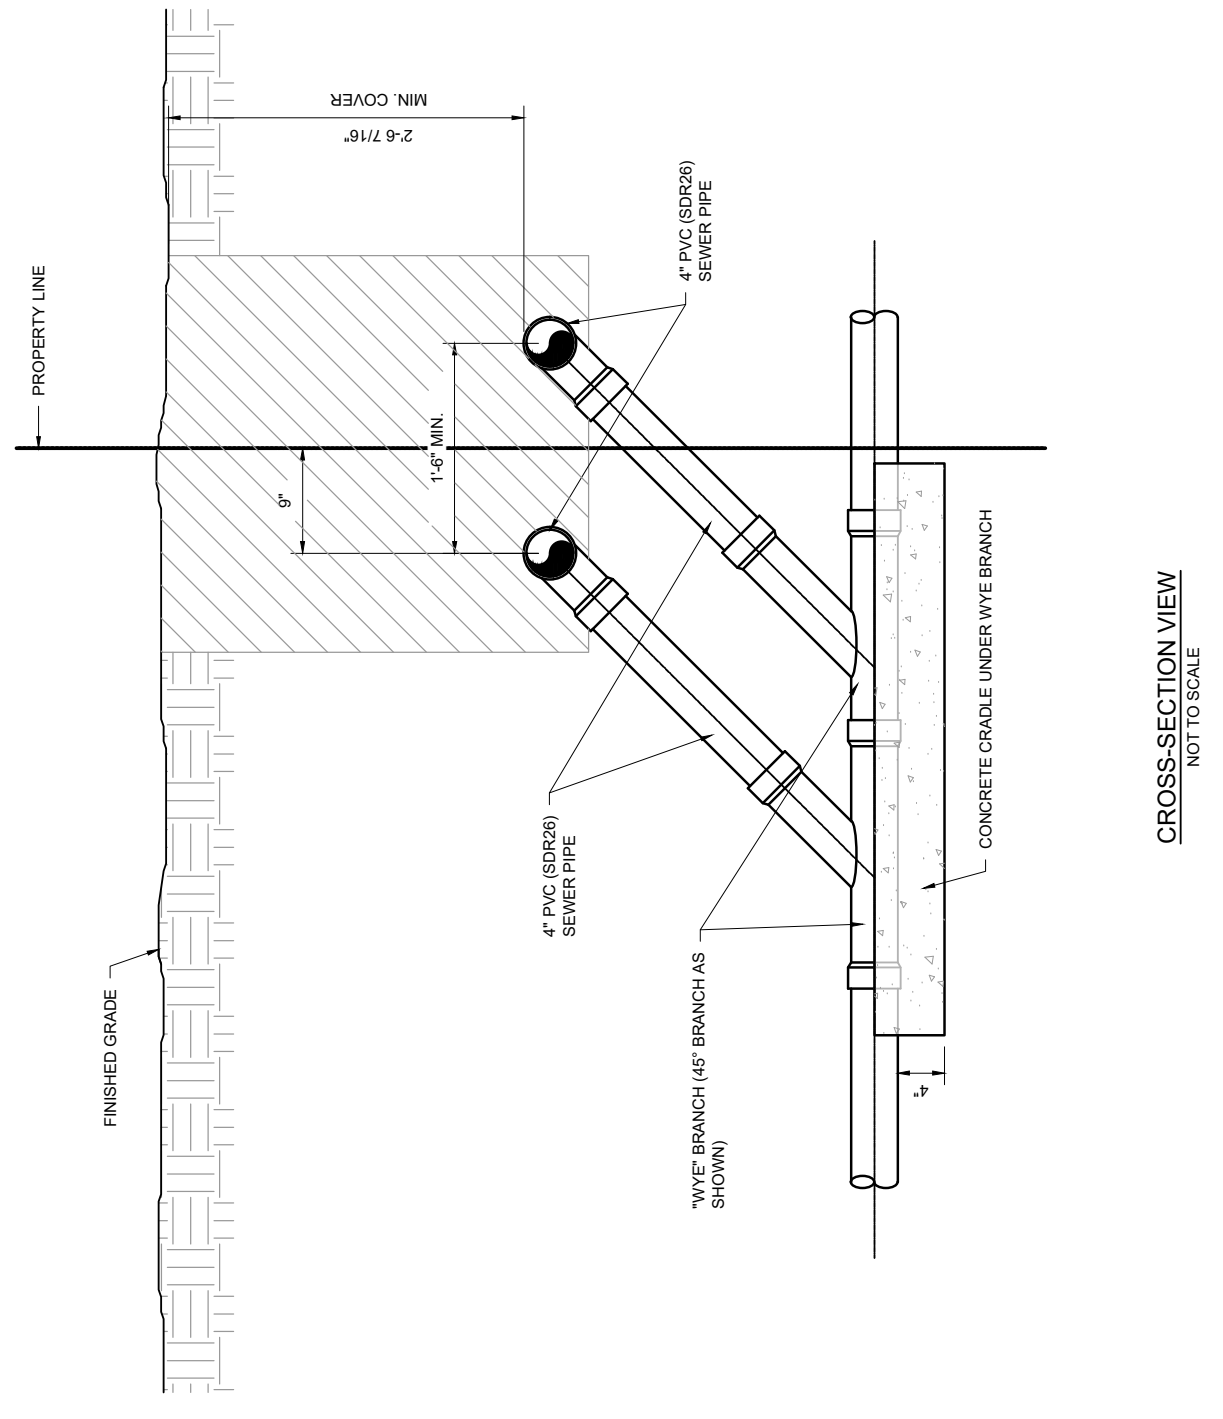 MIN. COVER
2'-6 7/16"
PROPERTY LINE
4" PVC (SDR26)
SEWER PIPE
1'-6" MIN.
9"
4" PVC (SDR26)
SEWER PIPE
FINISHED GRADE
"WYE" BRANCH (45° BRANCH AS
SHOWN)
CONCRETE CRADLE UNDER WYE BRANCH
4"
CROSS-SECTION VIEW
NOT TO SCALE